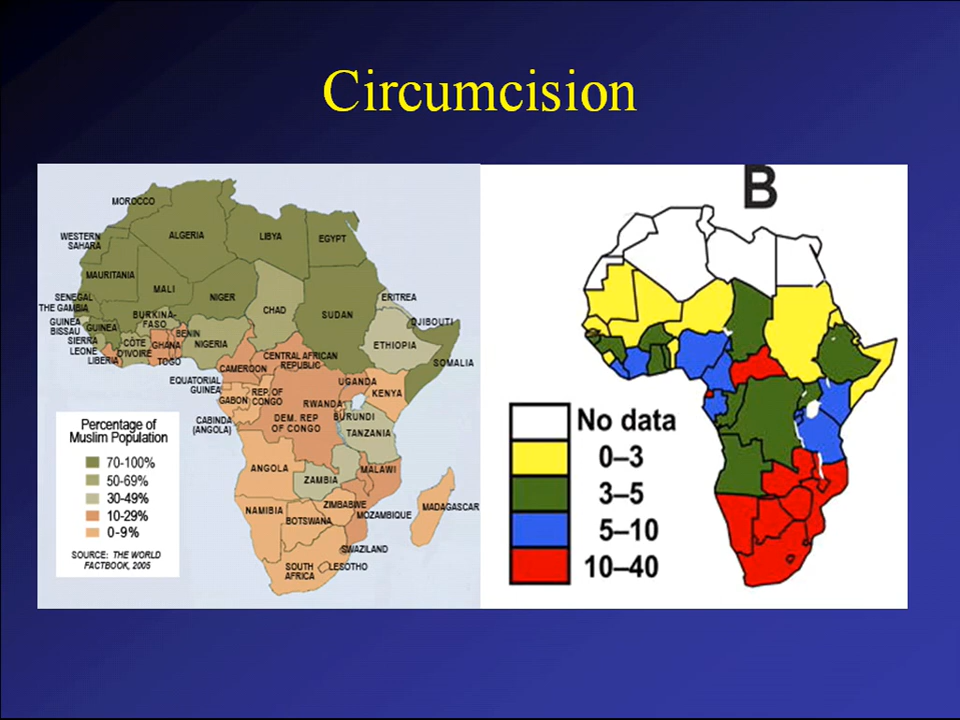 Circumcision
MOROCCO
WESTERN
SAHARA
ALGERIA
LIBYA
EGYPT
MAURITANIA
MALI
NIGER
CHAD
SUDAN
ERITREA
DJIBOUTI
SENEGAL
THE GAMBIA
GUINEA
BISSAU
GUINEA
SIERRA
LEONE
LIBERIA
BURKINA-
FASO
CÔTE
D'IVOIRE
GHANA
TOGO
BENIN
NIGERIA
ETHIOPIA
SOMALIA
CENTRAL AFRICAN
REPUBLIC
CAMEROON
EQUATORIAL
GUINEA
GABON
REP. OF
CONGO
UGANDA
KENYA
RWANDA
BURUNDI
DEM. REP
OF CONGO
CABINDA
(ANGOLA)
TANZANIA
ANGOLA
ZAMBIA
MALAWI
NAMIBIA
ZIMBABWE
MOZAMBIQUE
MADAGASCAR
BOTSWANA
SWAZILAND
SOUTH
AFRICA
LESOTHO
Percentage of
Muslim Population
70-100%
50-69%
30-49%
10-29%
0-9%
SOURCE: THE WORLD
FACTBOOK, 2005
B
No data
0–3
3–5
5–10
10–40